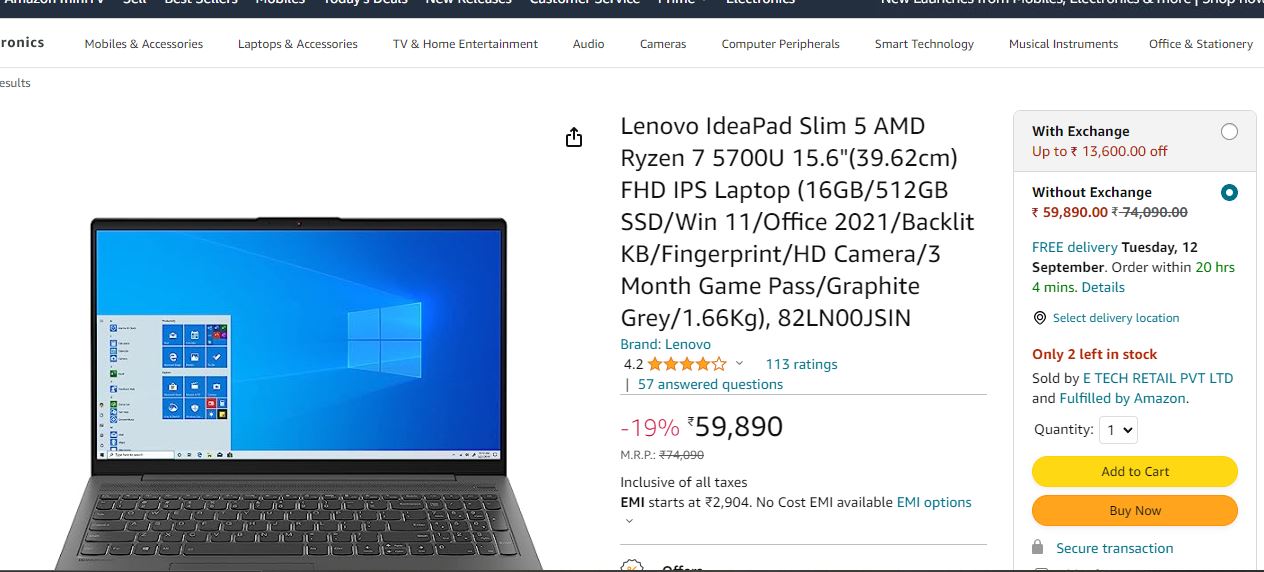 Amazon miniTV Sell Best Sellers Mobiles Today's Deals New Releases Customer Service Prime Electronics New Launches from Mobiles, Electronics & more | Shop now
ronics Mobiles & Accessories Laptops & Accessories TV & Home Entertainment Audio Cameras Computer Peripherals Smart Technology Musical Instruments Office & Stationery
esults
Lenovo IdeaPad Slim 5 AMD
Ryzen 7 5700U 15.6"(39.62cm)
FHD IPS Laptop (16GB/512GB
SSD/Win 11/Office 2021/Backlit
KB/Fingerprint/HD Camera/3
Month Game Pass/Graphite
Grey/1.66Kg), 82LN00JSIN
Brand: Lenovo
4.2 113 ratings
| 57 answered questions
-19% ₹59,890
M.R.P.: ₹74,090
Inclusive of all taxes
EMI starts at ₹2,904. No Cost EMI available EMI options
Offers
With Exchange
Up to ₹ 13,600.00 off
Without Exchange
₹ 59,890.00 ₹ 74,090.00
FREE delivery Tuesday, 12
September. Order within 20 hrs
4 mins. Details
Select delivery location
Only 2 left in stock
Sold by E TECH RETAIL PVT LTD
and Fulfilled by Amazon.
Quantity: 1
Add to Cart
Buy Now
Secure transaction